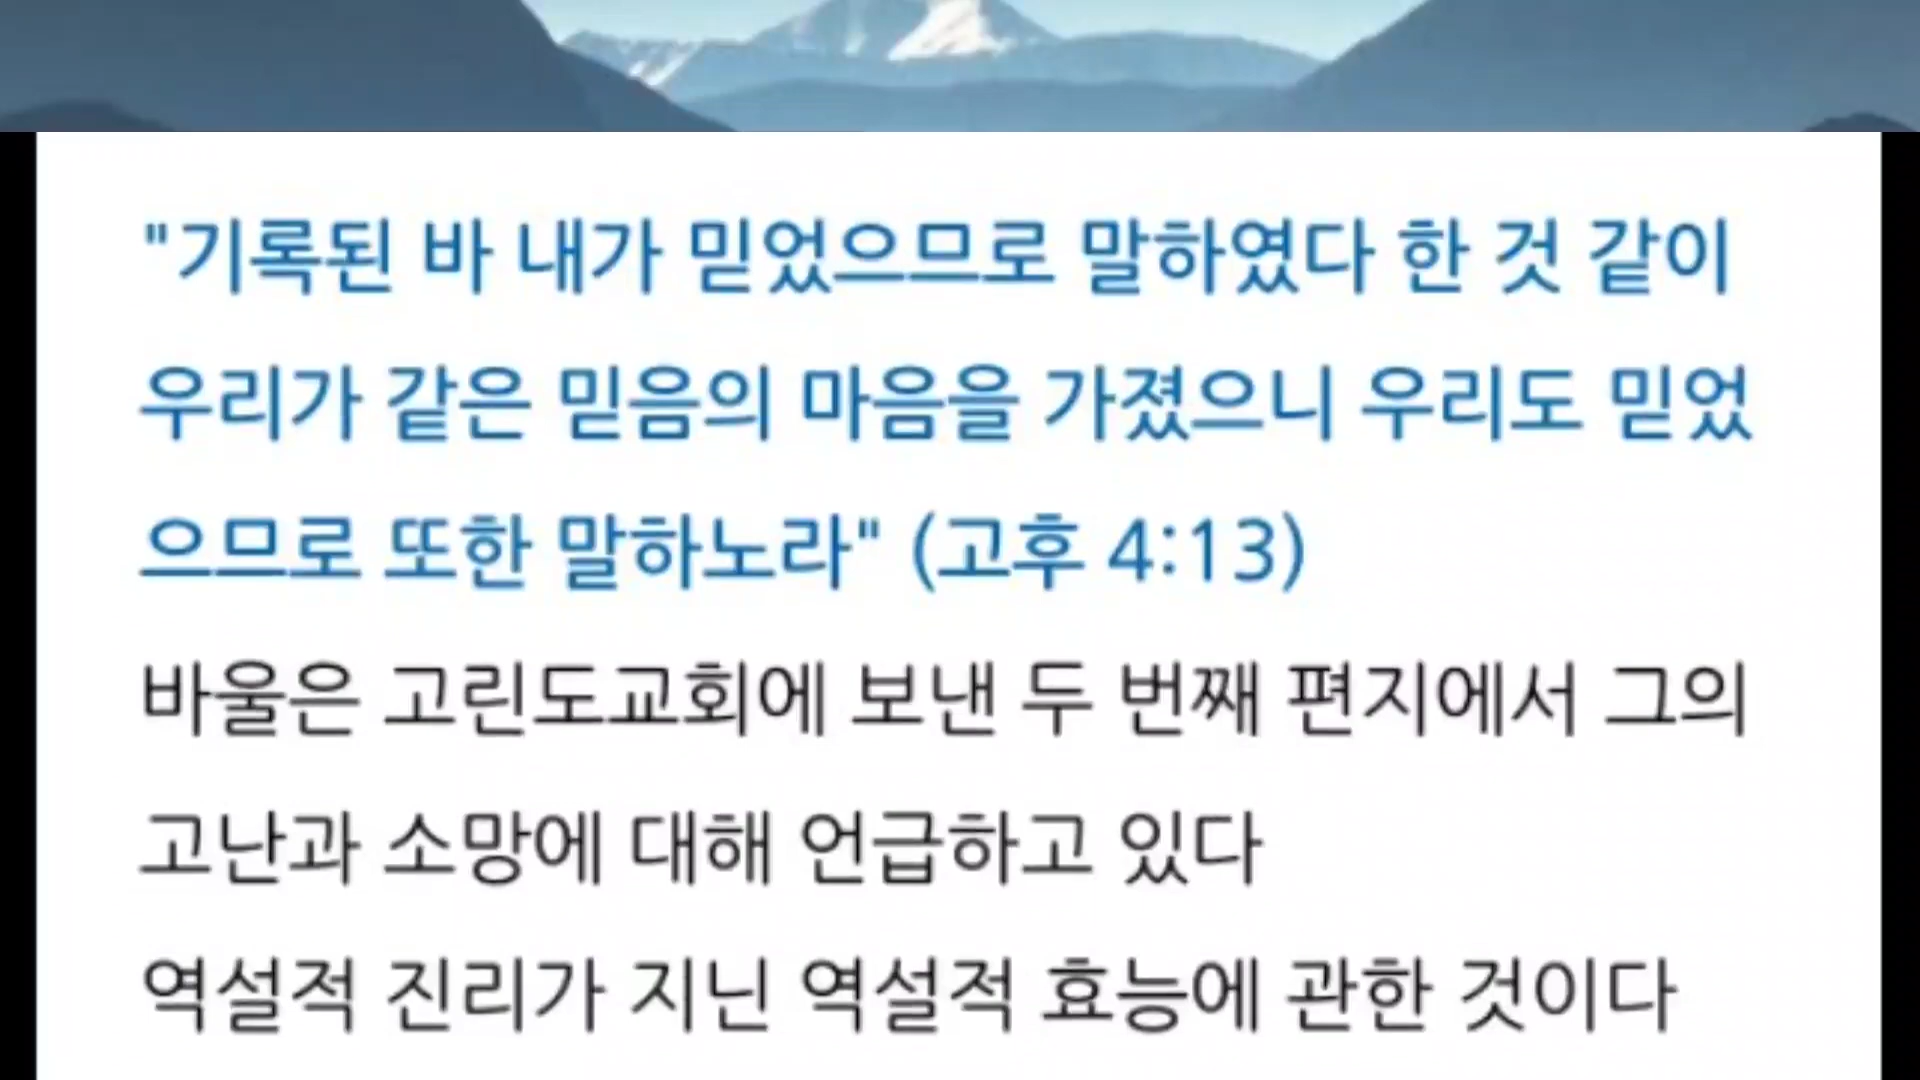 "기록된 바 내가 믿었으므로 말하였다 한 것 같이
우리가 같은 믿음의 마음을 가졌으니 우리도 믿었
으므로 또한 말하노라" (고후 4:13)
바울은 고린도교회에 보낸 두 번째 편지에서 그의
고난과 소망에 대해 언급하고 있다
역설적 진리가 지닌 역설적 효능에 관한 것이다